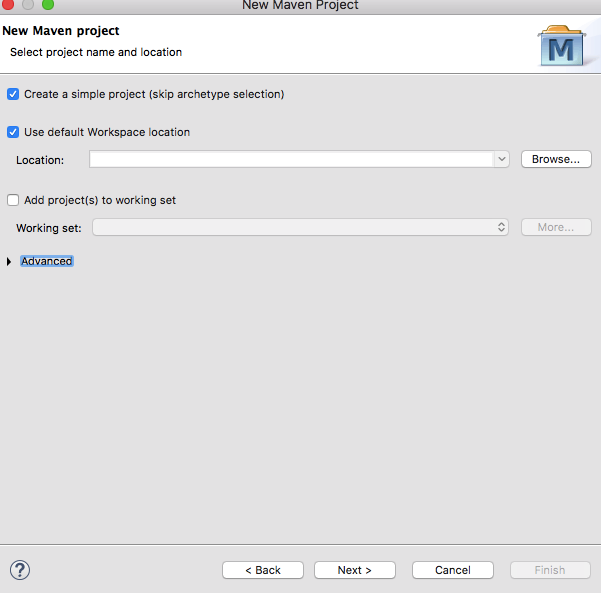 New Maven Project
New Maven project
Select project name and location
M
Create a simple project (skip archetype selection)
Use default Workspace location
Location: Browse...
Add project(s) to working set
Working set: More...
Advanced
? < Back Next > Cancel Finish